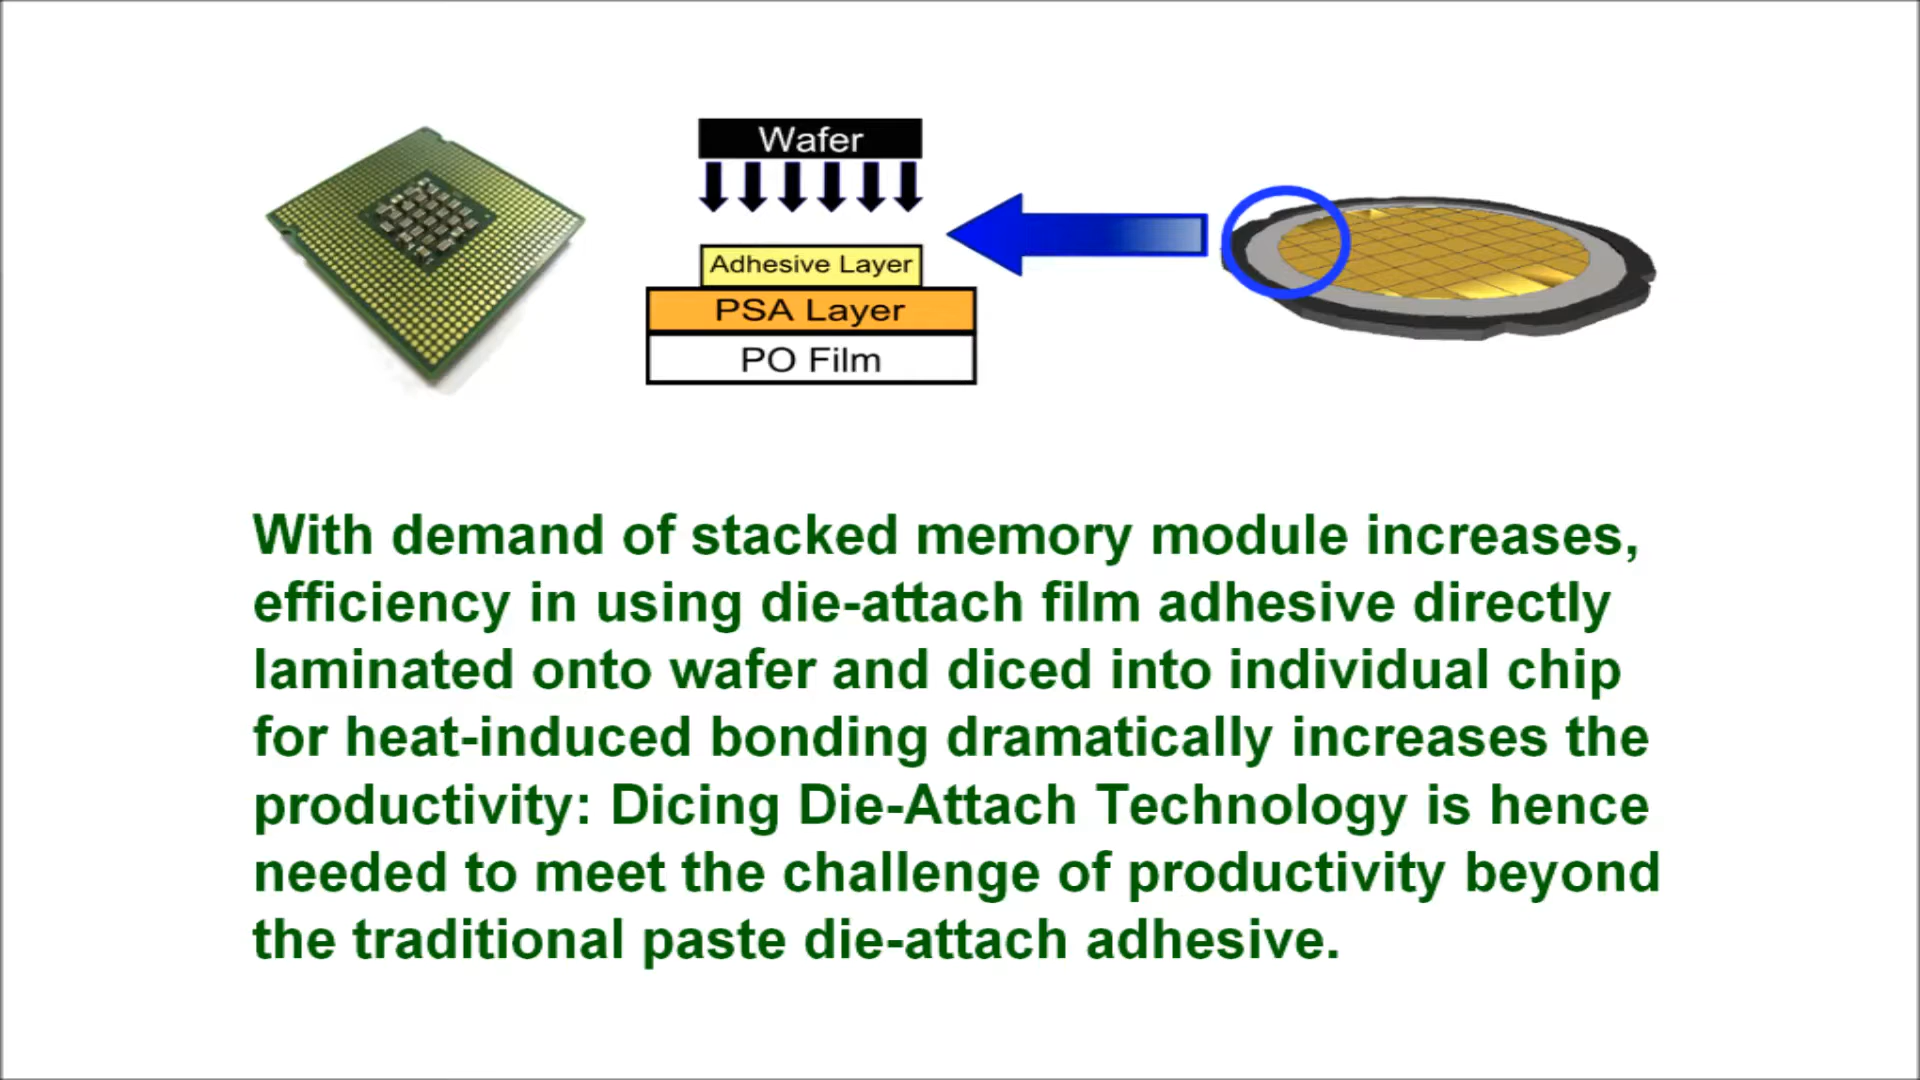 Wafer
Adhesive Layer
PSA Layer
PO Film
With demand of stacked memory module increases,
efficiency in using die-attach film adhesive directly
laminated onto wafer and diced into individual chip
for heat-induced bonding dramatically increases the
productivity: Dicing Die-Attach Technology is hence
needed to meet the challenge of productivity beyond
the traditional paste die-attach adhesive.